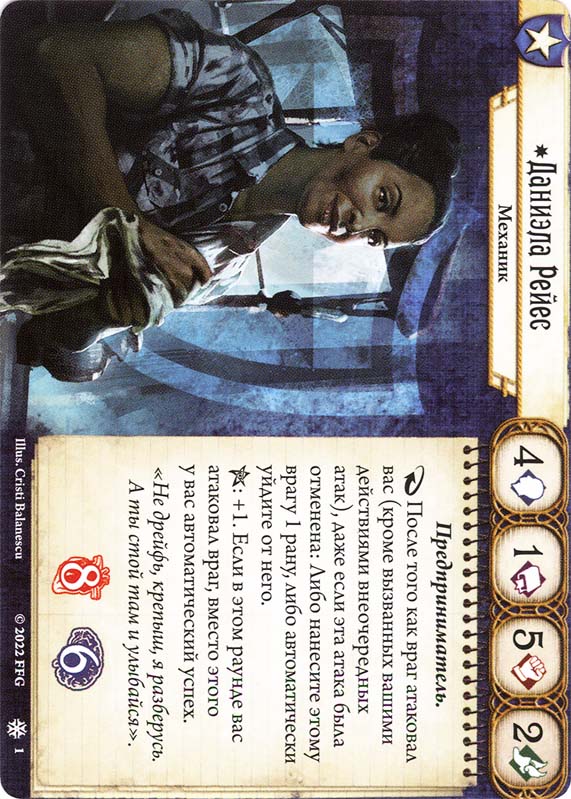 *Даниэла Рейес
Механик
4 1 5 2
Предприниматель.
После того как враг атаковал
вас (кроме вызванных вашими
действиями внеочередных
атак), даже если эта атака была
отменена: Либо нанесите этому
врагу 1 рану, либо автоматически
уйдите от него.
: +1. Если в этом раунде вас
атаковал враг, вместо этого
у вас автоматический успех.
«Не дрейфь, крепыш, я разберусь.
А ты стой там и улыбайся».
8 6
Illus. Cristi Balanescu © 2022 FFG 1